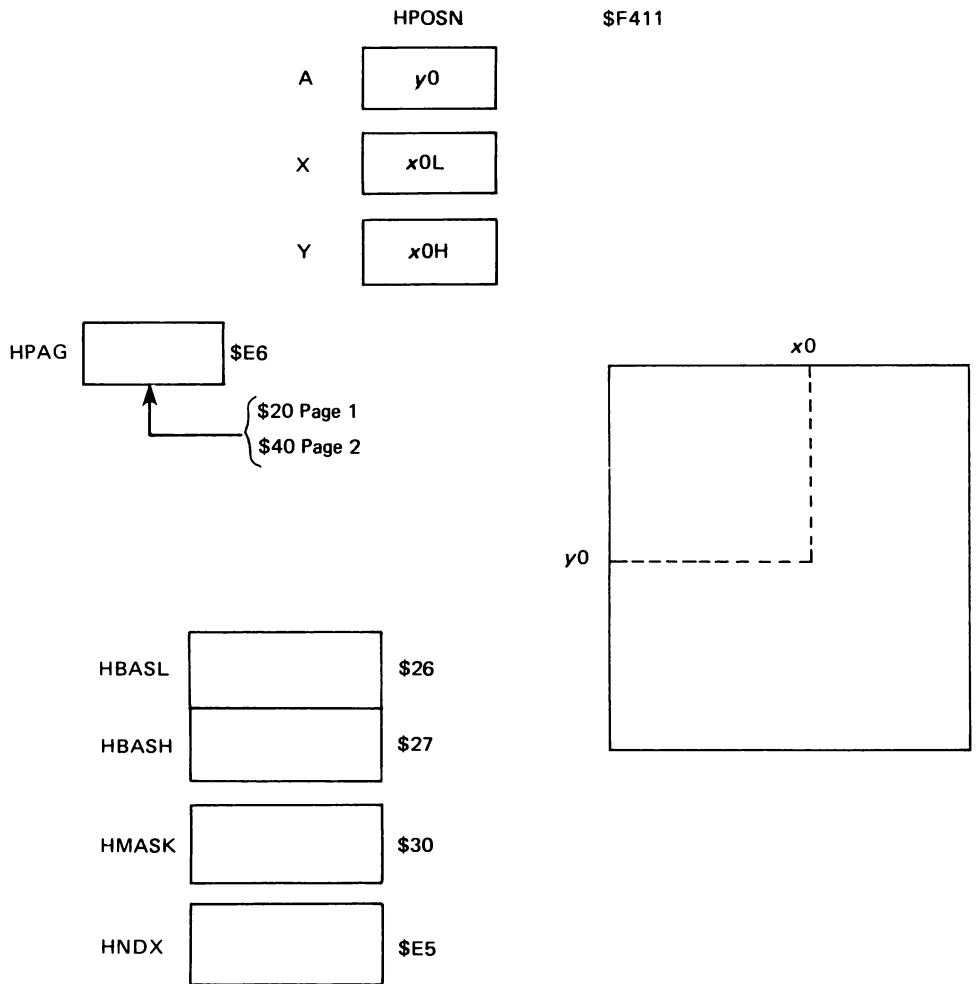 HPOSN $F411
A y0
X x0L
Y x0H
HPAG $E6
$20 Page 1
$40 Page 2
x0
y0
HBASL $26
HBASH $27
HMASK $30
HNDX $E5